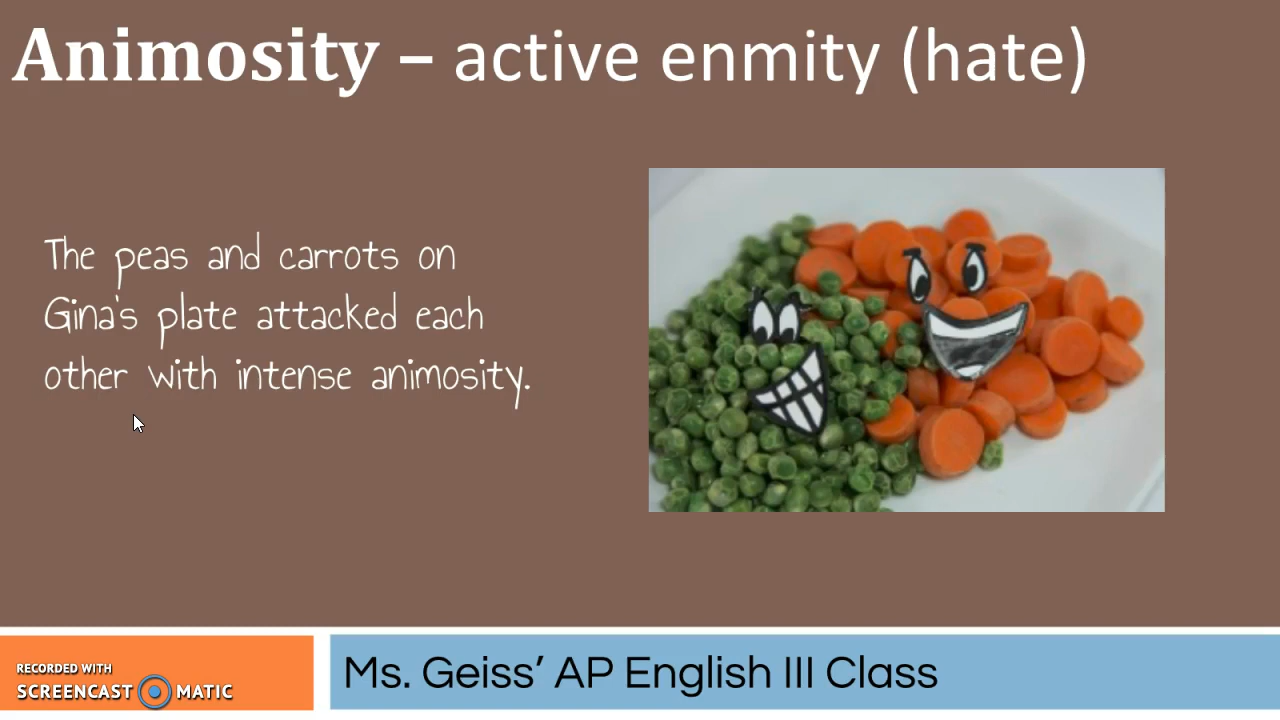 Animosity – active enmity (hate)
The peas and carrots on
Gina's plate attacked each
other with intense animosity.
RECORDED WITH
SCREENCAST MATIC
Ms. Geiss’ AP English III Class